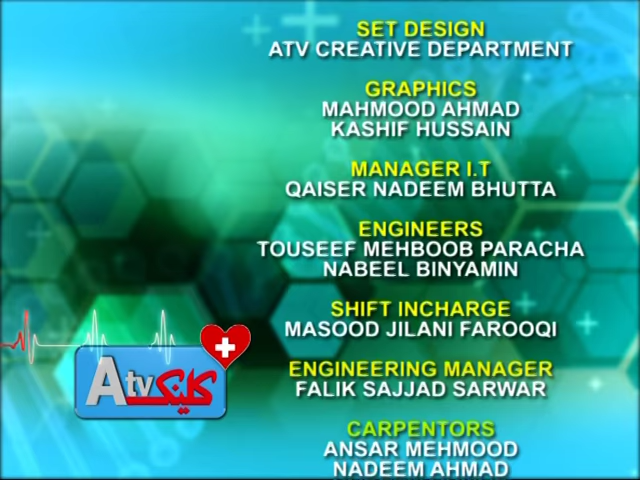 SET DESIGN
ATV CREATIVE DEPARTMENT
GRAPHICS
MAHMOOD AHMAD
KASHIF HUSSAIN
MANAGER I.T
QAISER NADEEM BHUTTA
ENGINEERS
TOUSEEF MEHBOOB PARACHA
NABEEL BINYAMIN
SHIFT INCHARGE
MASOOD JILANI FAROOQI
ENGINEERING MANAGER
FALIK SAJJAD SARWAR
CARPENTORS
ANSAR MEHMOOD
NADEEM AHMAD
Atv کلینک